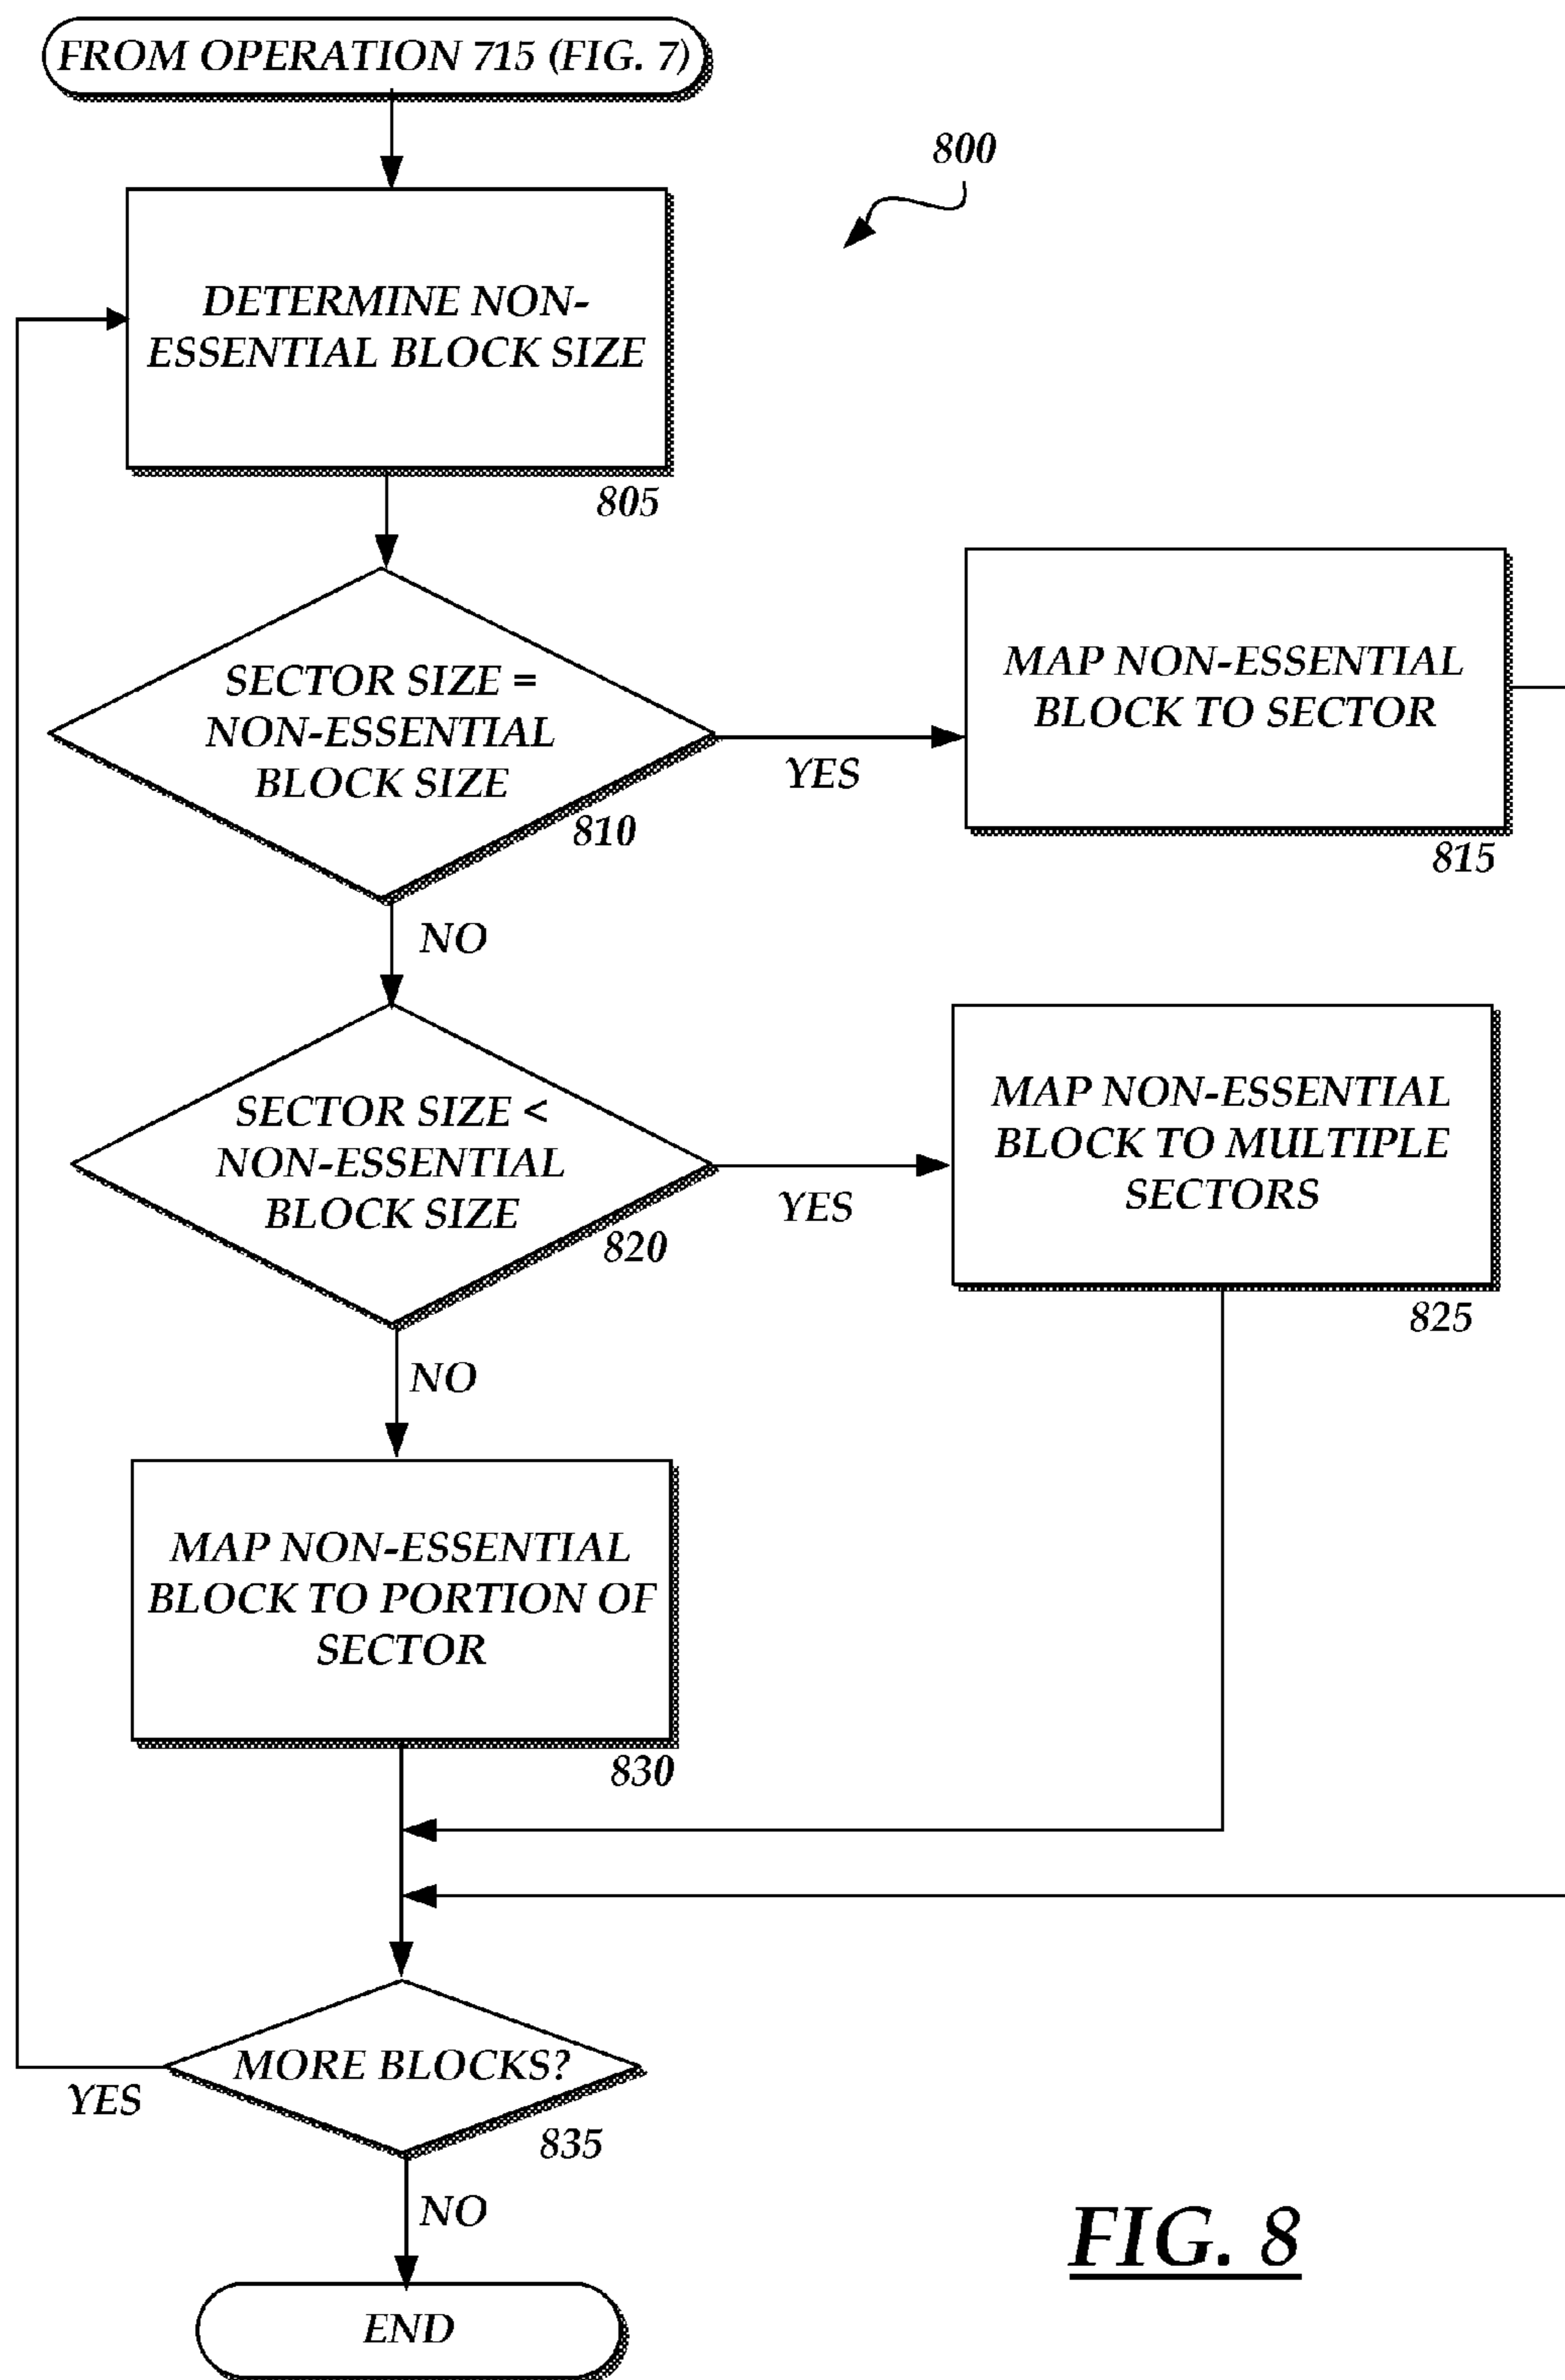 FROM OPERATION 715 (FIG. 7)
800
DETERMINE NON-
ESSENTIAL BLOCK SIZE
805
SECTOR SIZE =
NON-ESSENTIAL
BLOCK SIZE
810
YES
MAP NON-ESSENTIAL
BLOCK TO SECTOR
815
NO
SECTOR SIZE <
NON-ESSENTIAL
BLOCK SIZE
820
YES
MAP NON-ESSENTIAL
BLOCK TO MULTIPLE
SECTORS
825
NO
MAP NON-ESSENTIAL
BLOCK TO PORTION OF
SECTOR
830
MORE BLOCKS?
835
YES
NO
END
FIG. 8